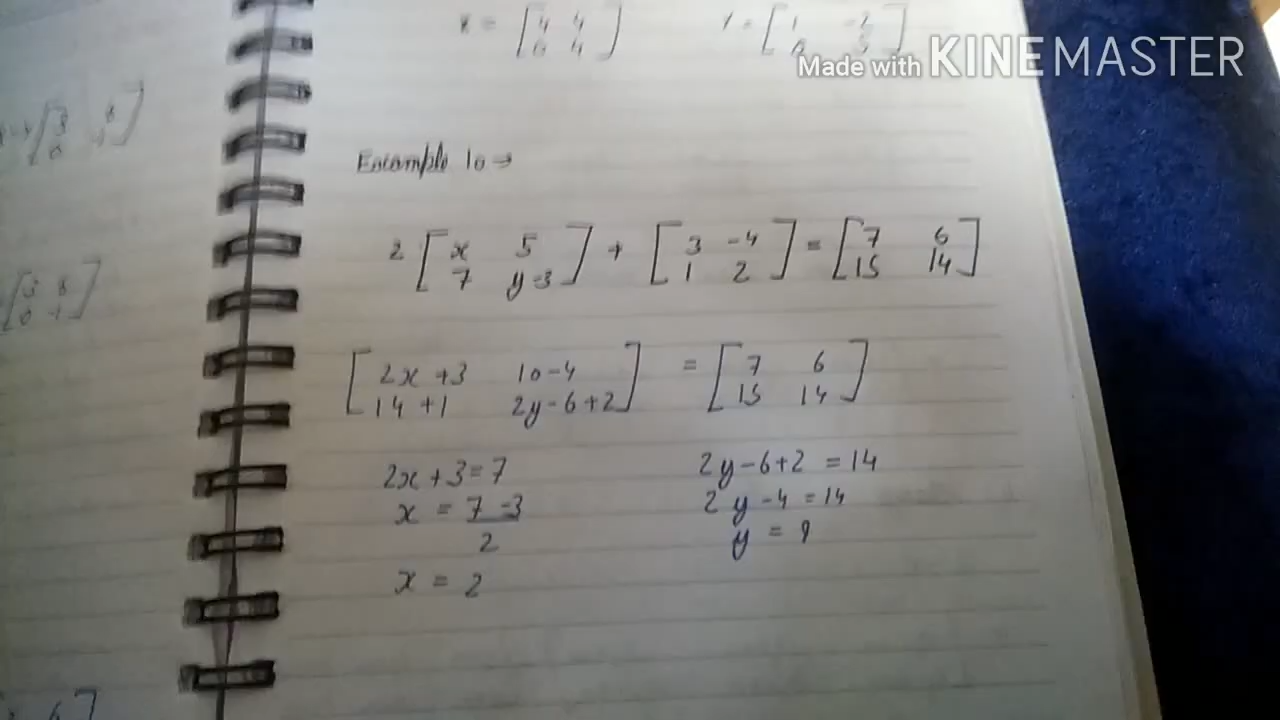 Made with KINEMASTER
Example 10 ⇒
2 [ x 5 ] + [ 3 -4 ] = [ 7 6 ]
[ 7 y-3 ] [ 1 2 ] [ 15 14 ]
[ 2x +3 10-4 ] = [ 7 6 ]
[ 14 +1 2y-6+2 ] [ 15 14 ]
2x+3=7 2y-6+2 =14
x = 7 -3 2y -4 =14
2 y = 9
x = 2